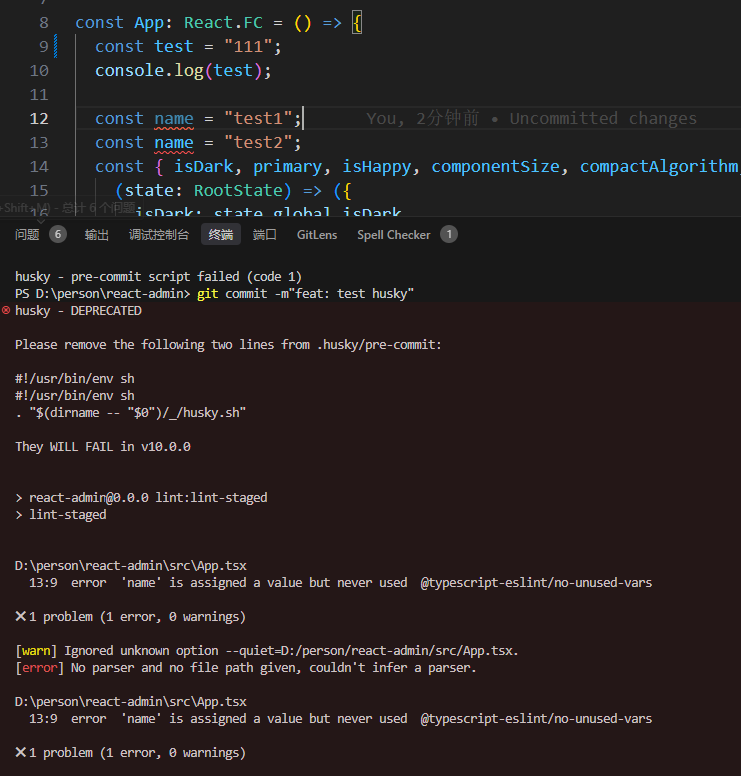 8 const App: React.FC = () => {
9 const test = "111";
10 console.log(test);
11
12 const name = "test1"; You, 2分钟前 • Uncommitted changes
13 const name = "test2";
14 const { isDark, primary, isHappy, componentSize, compactAlgorithm,
15 (state: RootState) => ({
16 isDark: state.global.isDark
+Shift+M) - 总计 6 个问题
问题 6 输出 调试控制台 终端 端口 GitLens Spell Checker 1
husky - pre-commit script failed (code 1)
PS D:\person\react-admin> git commit -m"feat: test husky"
husky - DEPRECATED
Please remove the following two lines from .husky/pre-commit:
#!/usr/bin/env sh
#!/usr/bin/env sh
. "$(dirname -- "$0")/_/husky.sh"
They WILL FAIL in v10.0.0
> react-admin@0.0.0 lint:lint-staged
> lint-staged
D:\person\react-admin\src\App.tsx
13:9 error 'name' is assigned a value but never used @typescript-eslint/no-unused-vars
✖ 1 problem (1 error, 0 warnings)
[warn] Ignored unknown option --quiet=D:/person/react-admin/src/App.tsx.
[error] No parser and no file path given, couldn't infer a parser.
D:\person\react-admin\src\App.tsx
13:9 error 'name' is assigned a value but never used @typescript-eslint/no-unused-vars
✖ 1 problem (1 error, 0 warnings)